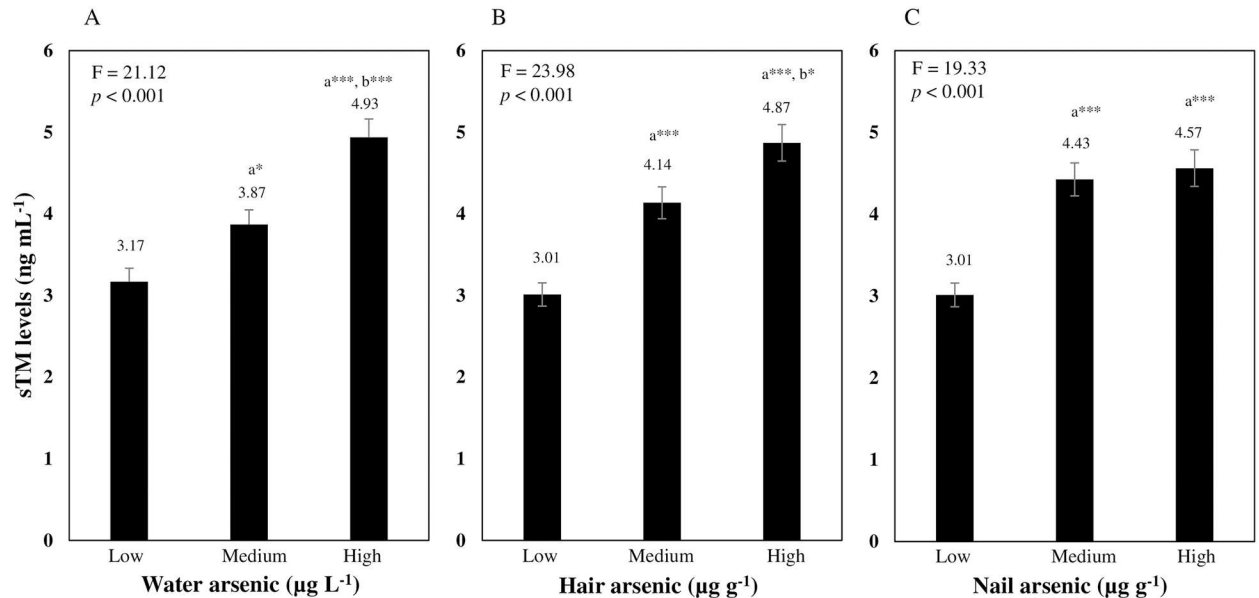 A
B
C
sTM levels (ng mL⁻¹)
6
5
4
3
2
1
0
F = 21.12
p < 0.001
a***, b***
4.93
a*
3.87
3.17
Low Medium High
Water arsenic (µg L⁻¹)
6
5
4
3
2
1
0
F = 23.98
p < 0.001
a***, b*
4.87
a***
4.14
3.01
Low Medium High
Hair arsenic (µg g⁻¹)
6
5
4
3
2
1
0
F = 19.33
p < 0.001
a***
4.57
a***
4.43
3.01
Low Medium High
Nail arsenic (µg g⁻¹)